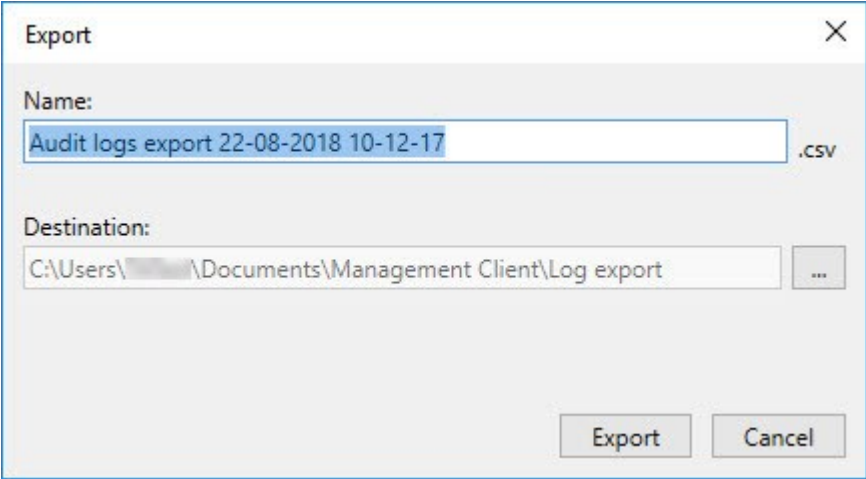 Export
Name:
Audit logs export 22-08-2018 10-12-17
.csv
Destination:
C:\Users\ \Documents\Management Client\Log export
...
Export
Cancel